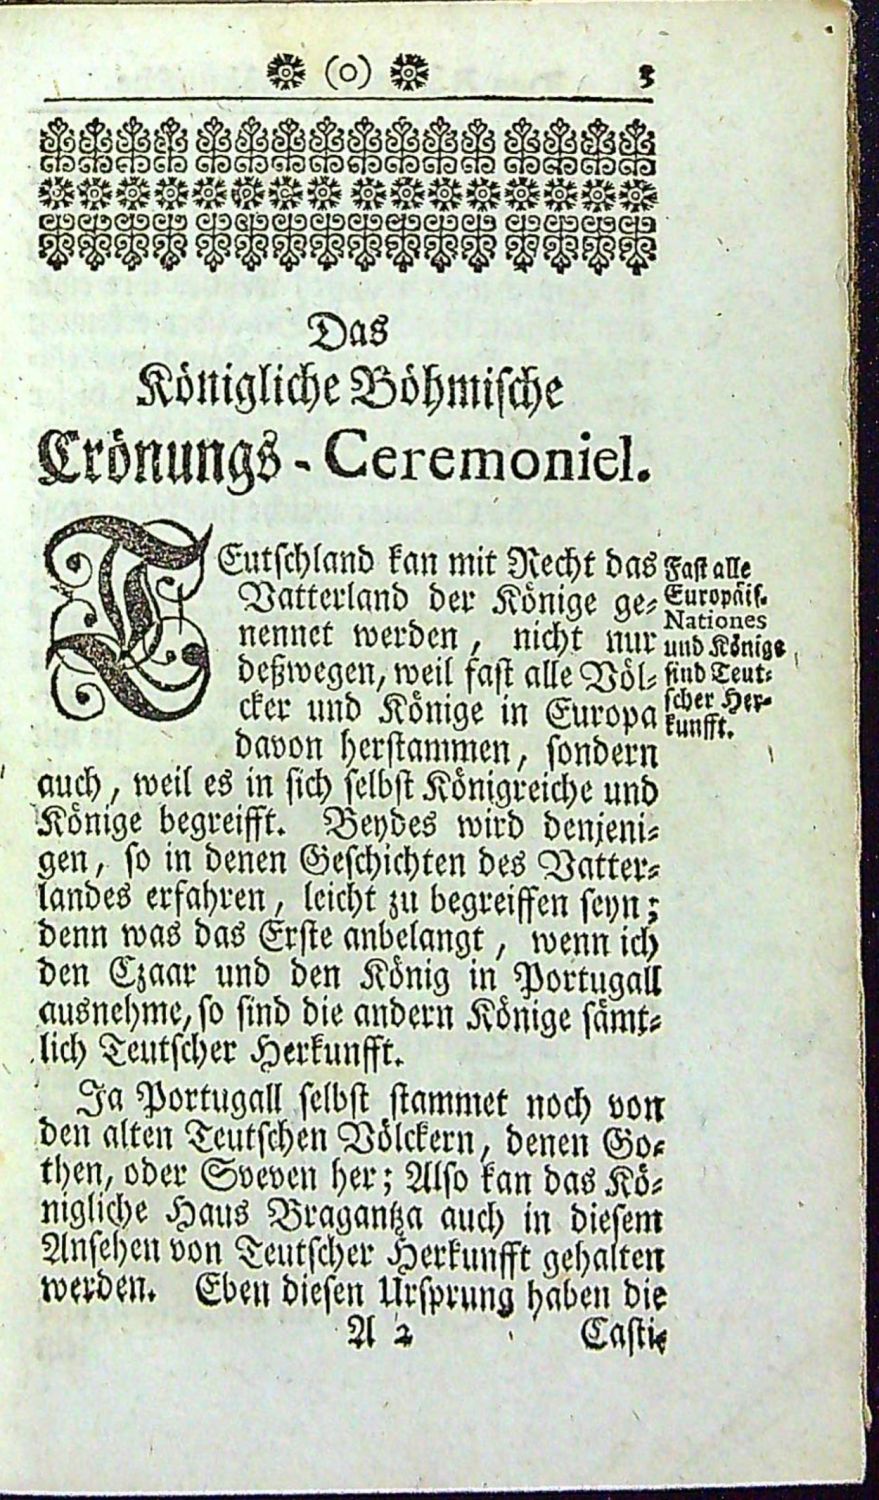 (o) 3
Das
Königliche Böhmische
Crönungs-Ceremoniel.
TEutschland kan mit Recht das
Vatterland der Könige ge-
nennet werden, nicht nur
deßwegen, weil fast alle Völ-
cker und Könige in Europa
davon herstammen, sondern
auch, weil es in sich selbst Königreiche und
Könige begreifft. Beydes wird denjeni-
gen, so in denen Geschichten des Vatter-
landes erfahren, leicht zu begreiffen seyn;
denn was das Erste anbelangt, wenn ich
den Czaar und den König in Portugall
ausnehme, so sind die andern Könige sämt-
lich Teutscher Herkunfft.
Ja Portugall selbst stammet noch von
den alten Teutschen Völckern, denen Go-
then, oder Sveven her; Also kan das Kö-
nigliche Haus Bragantza auch in diesem
Ansehen von Teutscher Herkunfft gehalten
werden. Eben diesen Ursprung haben die
A 2 Casti-
Fast alle
Europäis.
Nationes
und Könige
sind Teut-
scher Her-
kunfft.